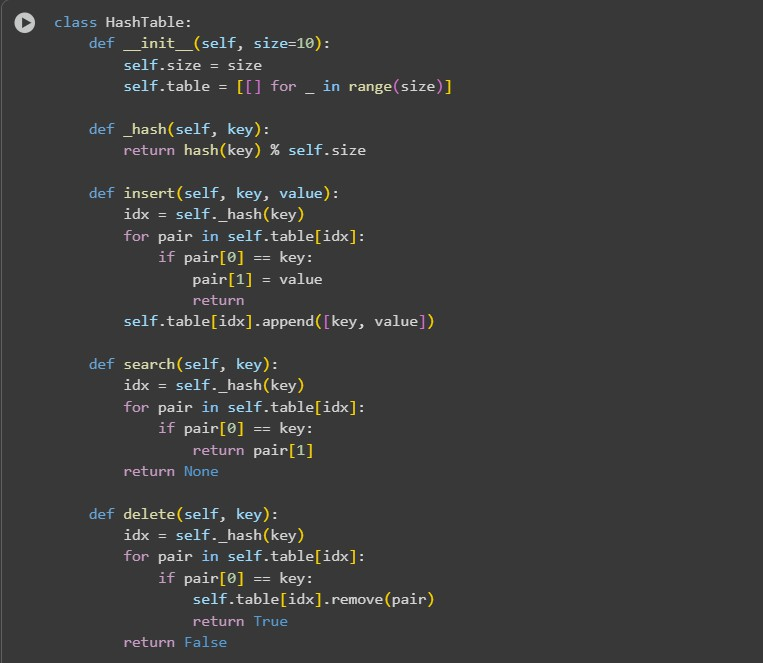 class HashTable:
    def __init__(self, size=10):
        self.size = size
        self.table = [[] for _ in range(size)]

    def _hash(self, key):
        return hash(key) % self.size

    def insert(self, key, value):
        idx = self._hash(key)
        for pair in self.table[idx]:
            if pair[0] == key:
                pair[1] = value
                return
        self.table[idx].append([key, value])

    def search(self, key):
        idx = self._hash(key)
        for pair in self.table[idx]:
            if pair[0] == key:
                return pair[1]
        return None

    def delete(self, key):
        idx = self._hash(key)
        for pair in self.table[idx]:
            if pair[0] == key:
                self.table[idx].remove(pair)
                return True
        return False